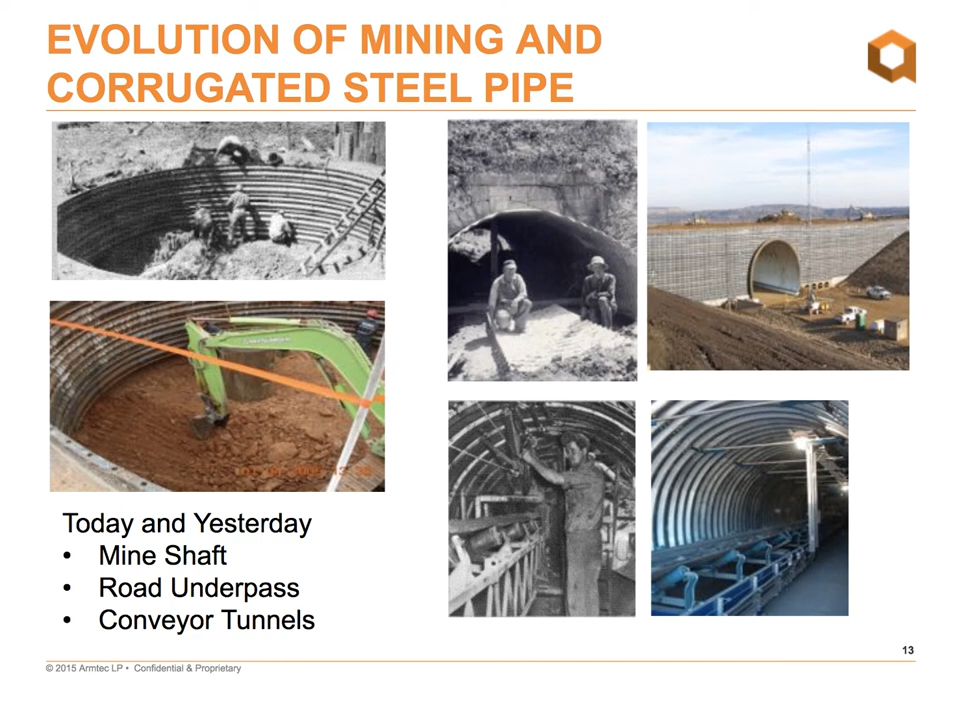 EVOLUTION OF MINING AND
CORRUGATED STEEL PIPE
Today and Yesterday
• Mine Shaft
• Road Underpass
• Conveyor Tunnels
13
© 2015 Armtec LP • Confidential & Proprietary